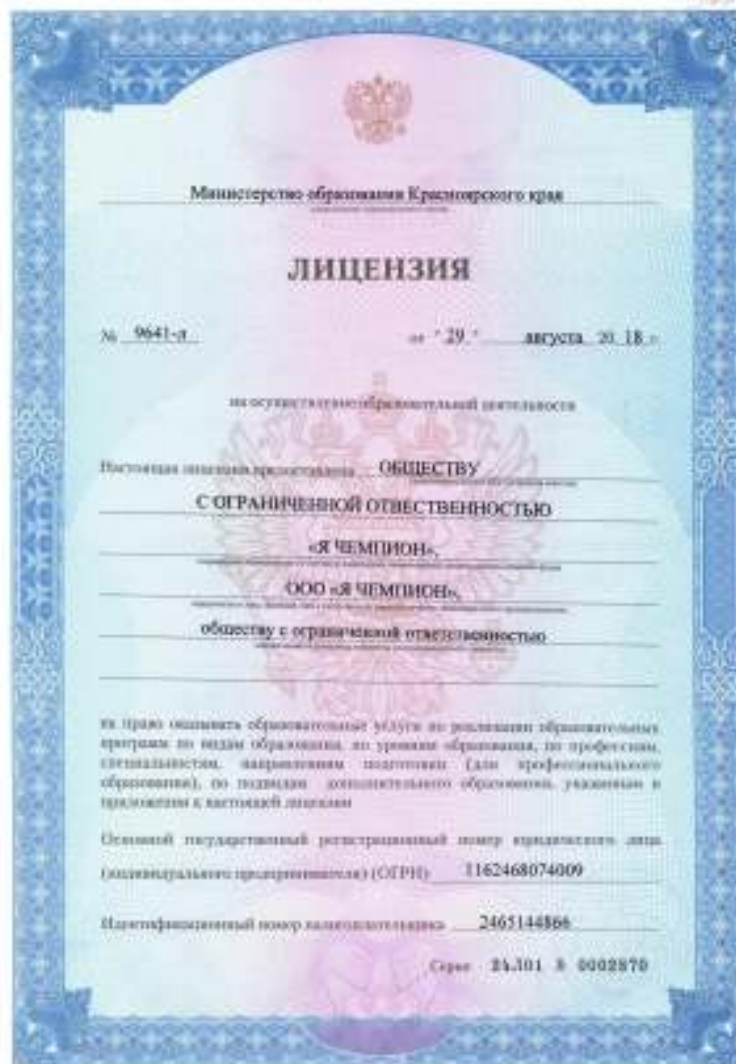 Министерство образования Красноярского края
ЛИЦЕНЗИЯ
№ 9641-л от " 29 " августа 20 18 г.
на осуществление образовательной деятельности
Настоящая лицензия предоставлена ОБЩЕСТВУ
С ОГРАНИЧЕННОЙ ОТВЕСТВЕННОСТЬЮ
«Я ЧЕМПИОН»,
ООО «Я ЧЕМПИОН»,
обществу с ограниченной ответственностью
на право оказывать образовательные услуги по реализации образовательных
программ по видам образования, по уровням образования, по профессиям,
специальностям, направлениям подготовки (для профессионального
образования), по подвидам дополнительного образования, указанным в
приложении к настоящей лицензии
Основной государственный регистрационный номер юридического лица
(индивидуального предпринимателя) (ОГРН) 1162468074009
Идентификационный номер налогоплательщика 2465144866
Серия 24Л01 № 0002870